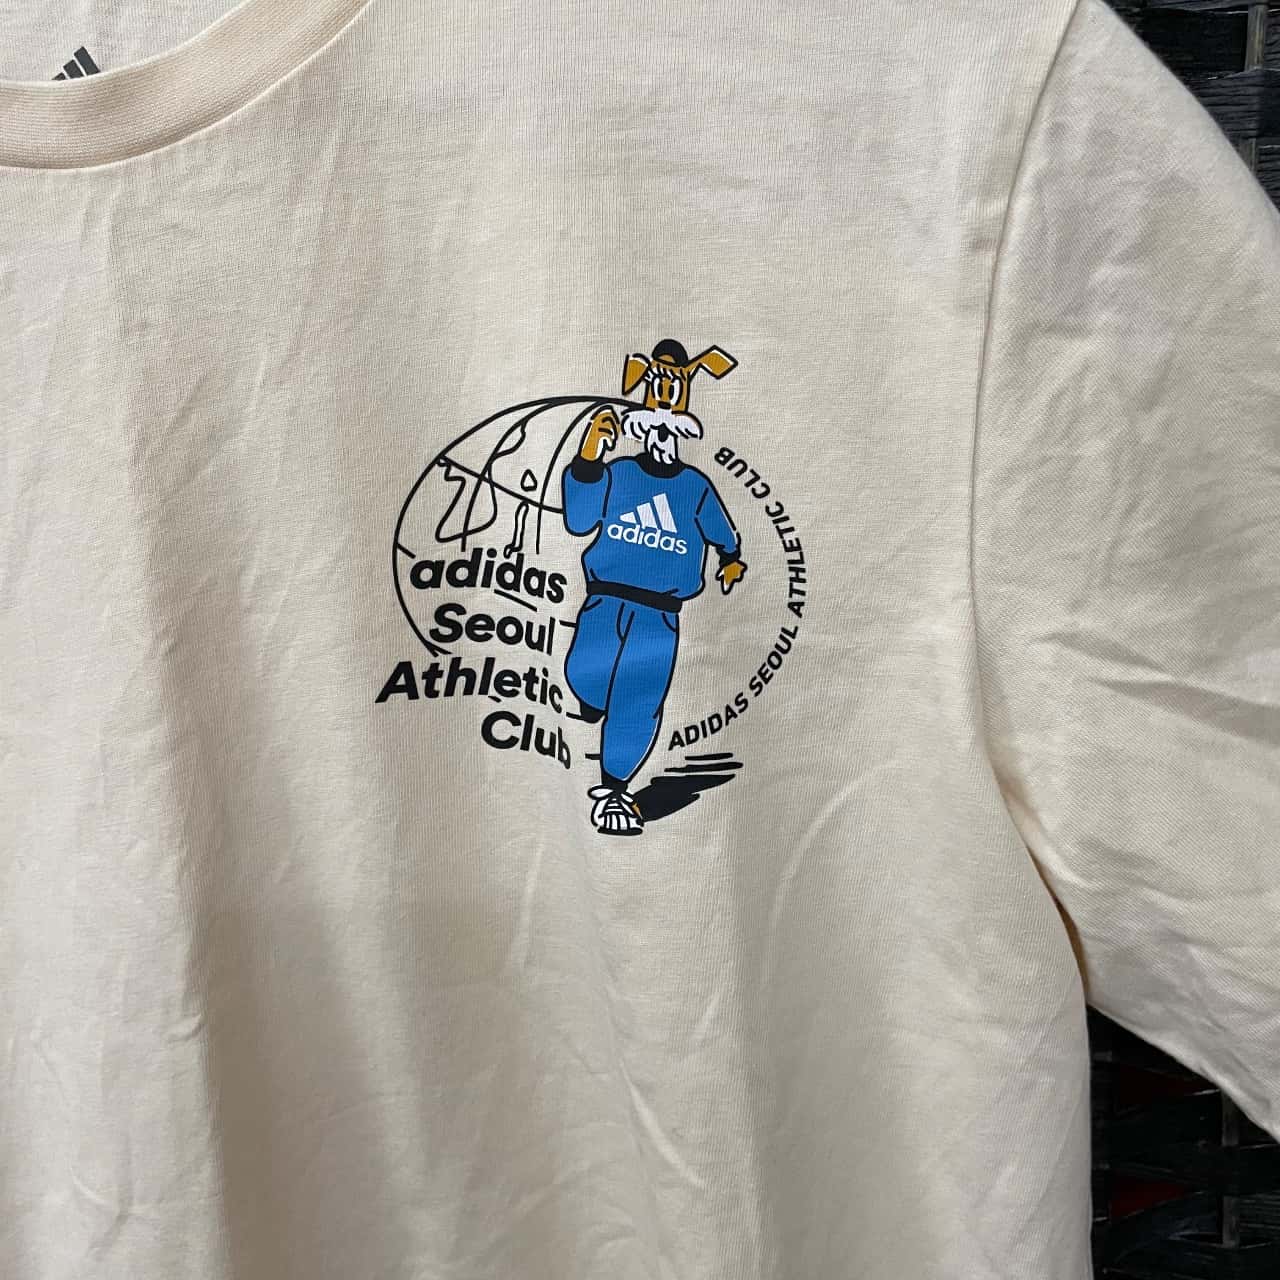 adidas
adidas
Seoul
Athletic
Club
ADIDAS SEOUL ATHLETIC CLUB